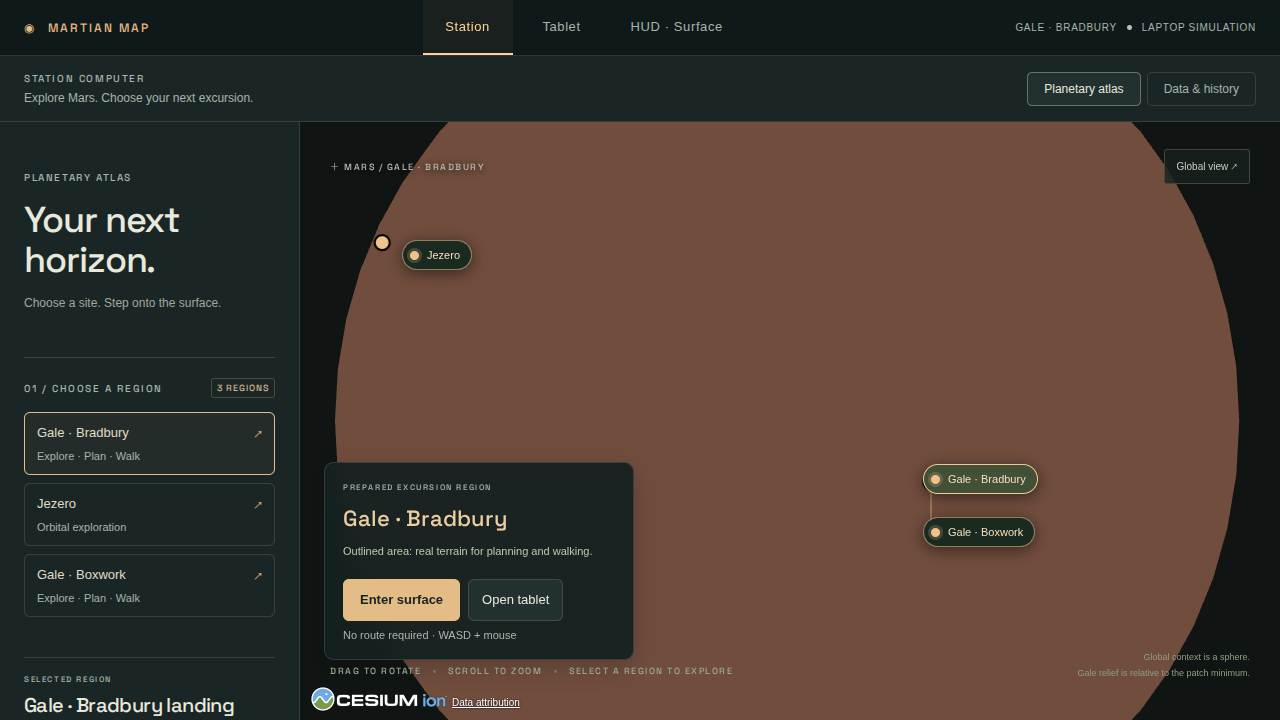 MARTIAN MAP
Station
Tablet
HUD · Surface
GALE · BRADBURY
LAPTOP SIMULATION
STATION COMPUTER
Explore Mars. Choose your next excursion.
Planetary atlas
Data & history
PLANETARY ATLAS
Your next
horizon.
Choose a site. Step onto the surface.
01 / CHOOSE A REGION
3 REGIONS
Gale · Bradbury ↗
Explore · Plan · Walk
Jezero ↗
Orbital exploration
Gale · Boxwork ↗
Explore · Plan · Walk
SELECTED REGION
Gale · Bradbury landing
MARS / GALE · BRADBURY
Global view ↗
Jezero
Gale · Bradbury
Gale · Boxwork
PREPARED EXCURSION REGION
Gale · Bradbury
Outlined area: real terrain for planning and walking.
Enter surface
Open tablet
No route required · WASD + mouse
DRAG TO ROTATE • SCROLL TO ZOOM • SELECT A REGION TO EXPLORE
Global context is a sphere.
Gale relief is relative to the patch minimum.
CESIUM ion
Data attribution